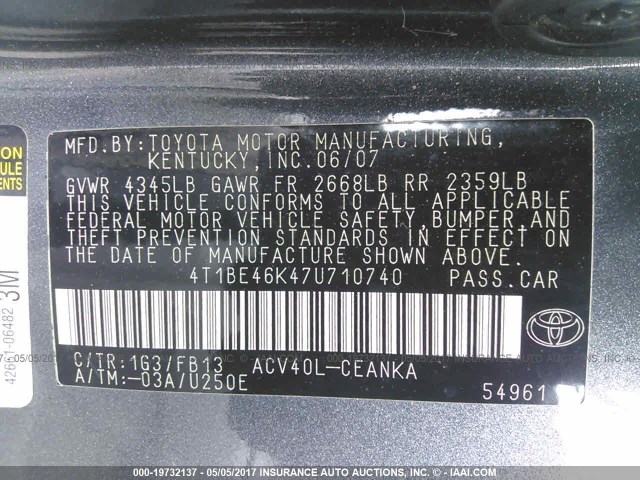 MFD.BY:TOYOTA MOTOR MANUFACTURING,
KENTUCKY,INC.06/07
GVWR 4345LB GAWR FR 2668LB RR 2359LB
THIS VEHICLE CONFORMS TO ALL APPLICABLE
FEDERAL MOTOR VEHICLE SAFETY,BUMPER,AND
THEFT PREVENTION STANDARDS IN EFFECT ON
THE DATE OF MANUFACTURE SHOWN ABOVE.
4T1BE46K47U710740 PASS.CAR
C/TR:1G3/FB13 ACV40L-CEANKA
A/TM:-03A/U250E
54961
3M
000-19732137 - 05/05/2017 INSURANCE AUTO AUCTIONS, INC. - IAAI.COM